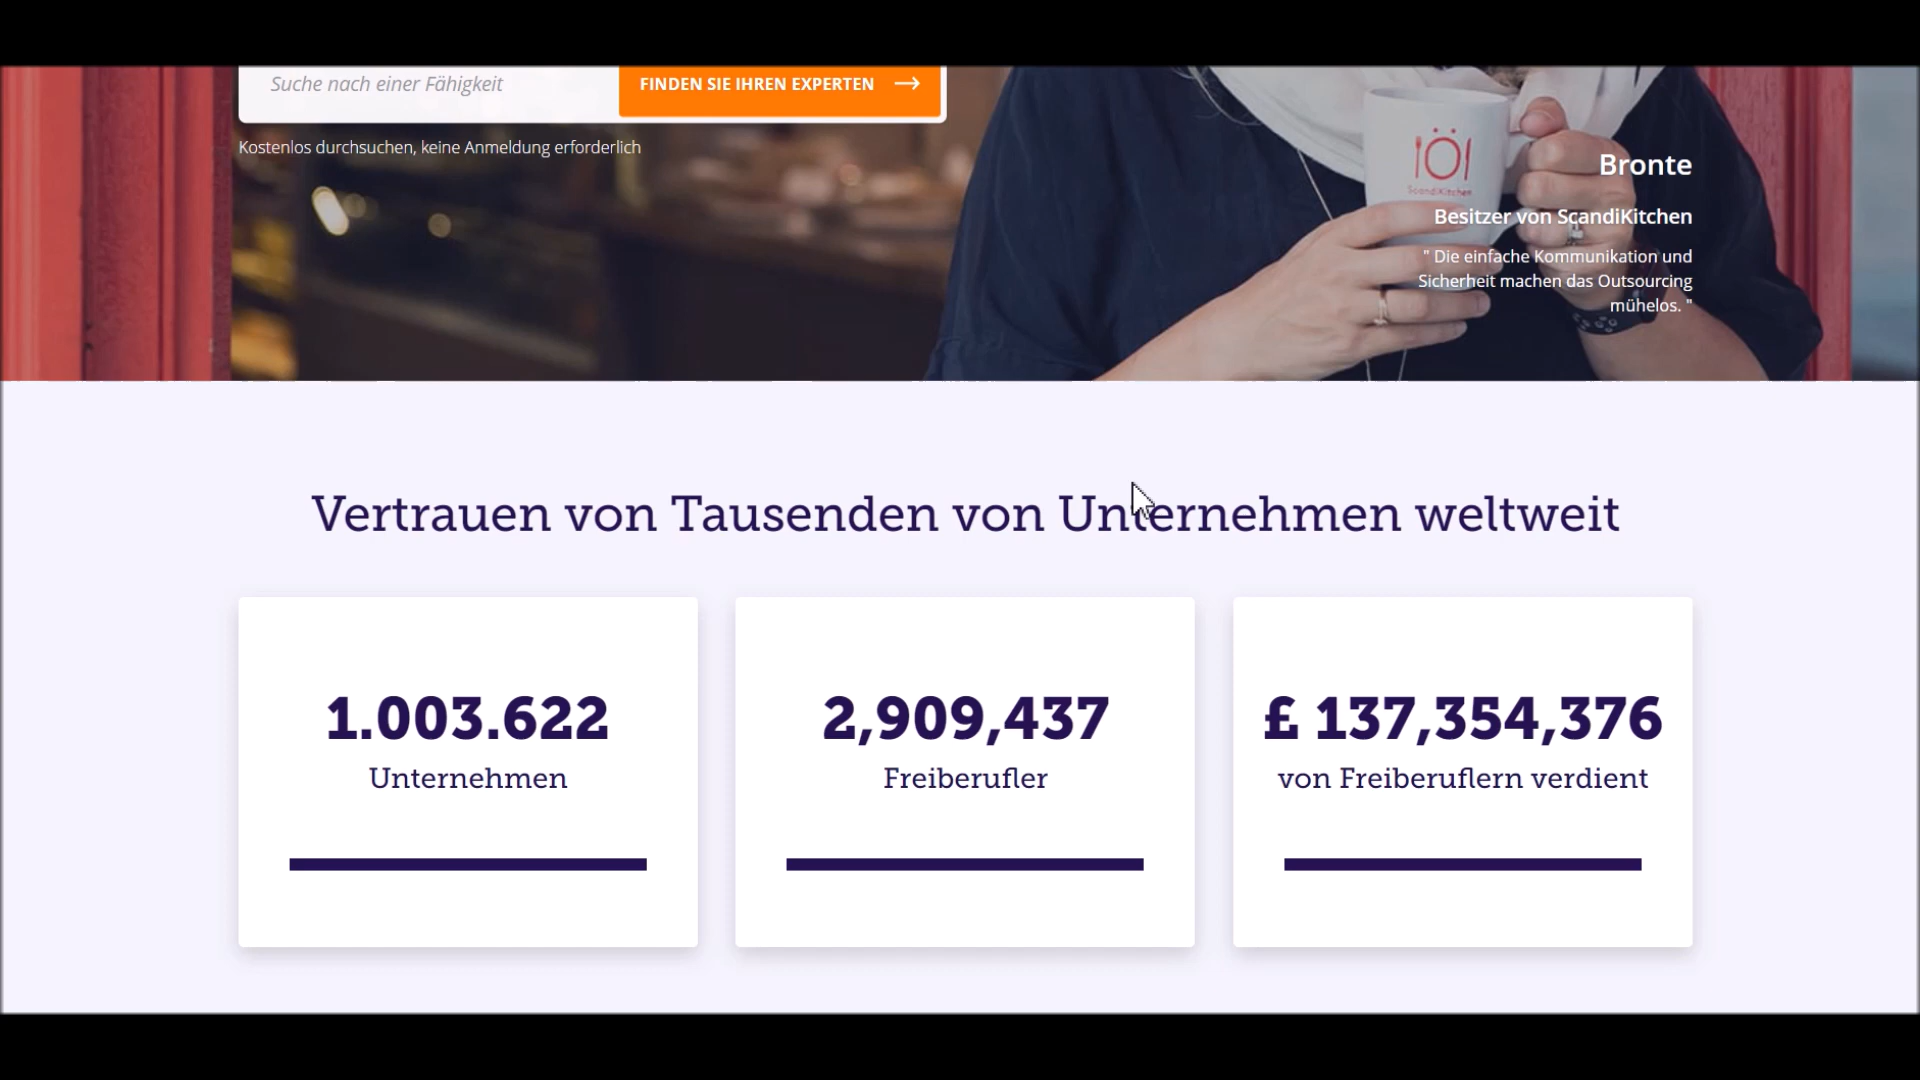 Suche nach einer Fähigkeit
FINDEN SIE IHREN EXPERTEN
Kostenlos durchsuchen, keine Anmeldung erforderlich
ÏÖI
ScandiKitchen
Bronte
Besitzer von ScandiKitchen
" Die einfache Kommunikation und
Sicherheit machen das Outsourcing
mühelos. "
Vertrauen von Tausenden von Unternehmen weltweit
1.003.622
Unternehmen
2,909,437
Freiberufler
£ 137,354,376
von Freiberuflern verdient